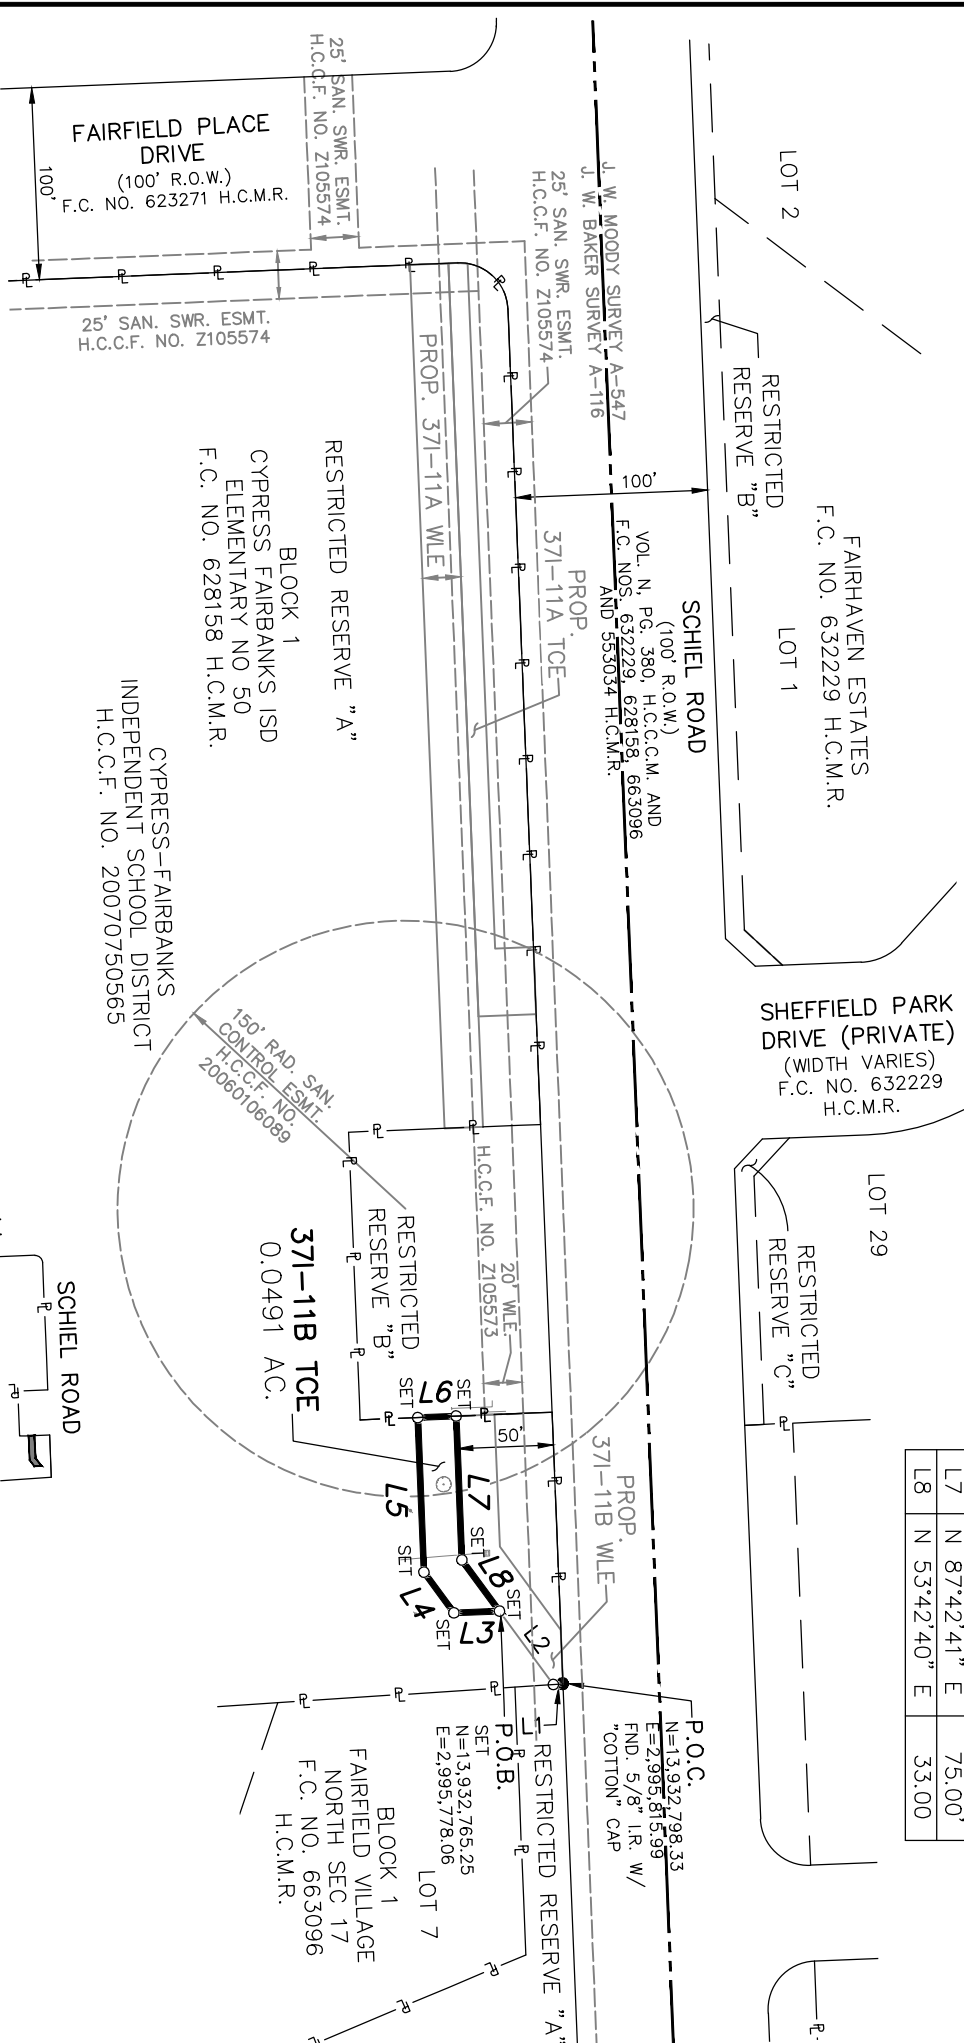 25' SAN. SWR. ESMT.
H.C.C.F. NO. Z105574
FAIRFIELD PLACE
DRIVE
(100' R.O.W.)
F.C. NO. 623271 H.C.M.R.
100'
25' SAN. SWR. ESMT.
H.C.C.F. NO. Z105574
25' SAN. SWR. ESMT.
H.C.C.F. NO. Z105574
J. W. MOODY SURVEY A-547
J. W. BAKER SURVEY A-116
LOT 2
RESTRICTED
RESERVE "B"
FAIRHAVEN ESTATES
F.C. NO. 632229 H.C.M.R.
LOT 1
100'
SCHIEL ROAD
(100' R.O.W.)
VOL. N, PG. 380, H.C.C.M. AND
F.C. NOS. 632229, 628158, 663096
AND 553034 H.C.M.R.
PROP.
37I-11A TCE
PROP. 37I-11A WLE
RESTRICTED RESERVE "A"
BLOCK 1
CYPRESS FAIRBANKS ISD
ELEMENTARY NO 50
F.C. NO. 628158 H.C.M.R.
CYPRESS-FAIRBANKS
INDEPENDENT SCHOOL DISTRICT
H.C.C.F. NO. 20070750565
SHEFFIELD PARK
DRIVE (PRIVATE)
(WIDTH VARIES)
F.C. NO. 632229
H.C.M.R.
150' RAD. SAN.
CONTROL ESMT.
H.C.C.F. NO.
20060106089
LOT 29
RESTRICTED
RESERVE "C"
20' WLE.
H.C.C.F. NO. Z105573
RESTRICTED
RESERVE "B"
37I-11B TCE
0.0491 AC.
SCHIEL ROAD
SET
L6
SET
50'
L7
L5
SET
L8
SET
SET
L4
SET
L3
L2
L1
PROP.
37I-11B WLE
L7 N 87°42'41" E 75.00'
L8 N 53°42'40" E 33.00
P.O.C.
N=13,932,798.33
E=2,995,815.99
FND. 5/8" I.R. W/
"COTTON" CAP
P.O.B.
SET
N=13,932,765.25
E=2,995,778.06
RESTRICTED RESERVE "A"
LOT 7
BLOCK 1
FAIRFIELD VILLAGE
NORTH SEC 17
F.C. NO. 663096
H.C.M.R.